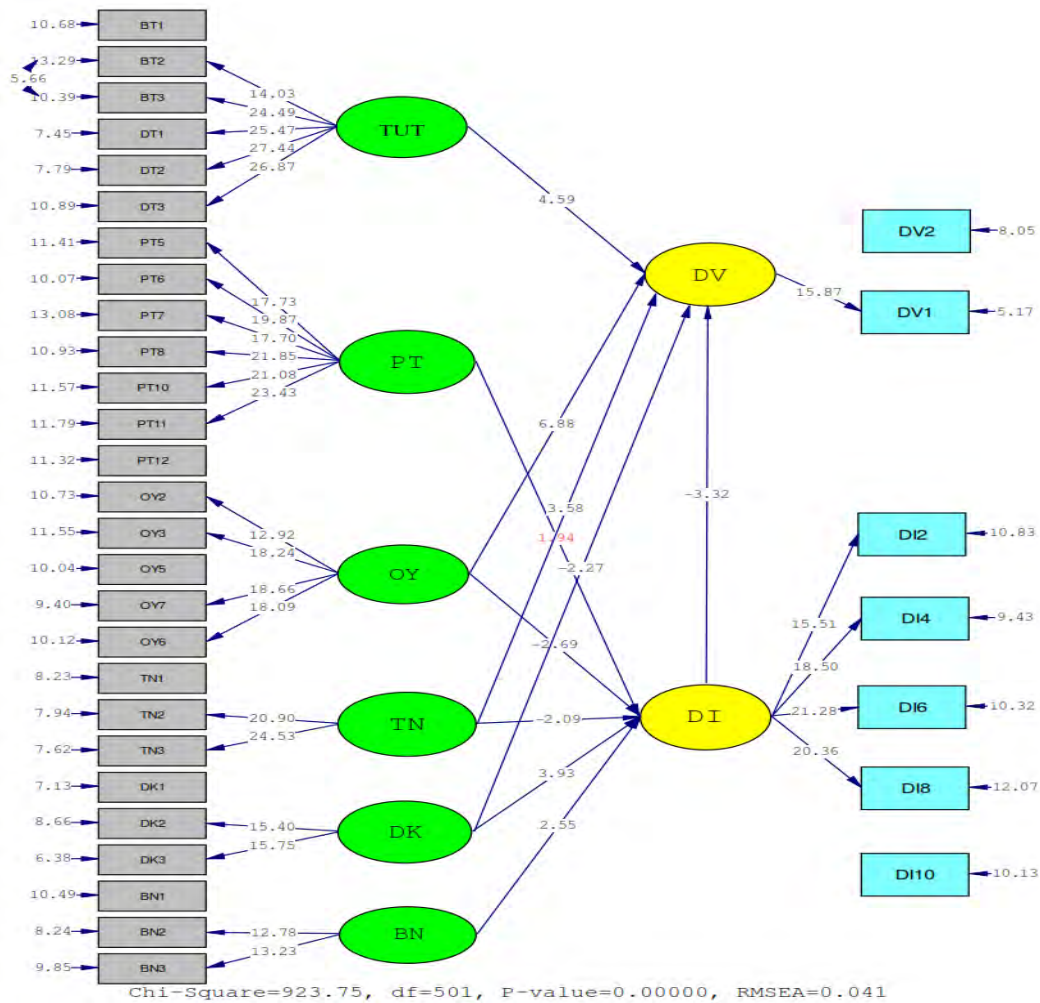 10.68 BT1
13.29 BT2
5.66
10.39 BT3
7.45 DT1
7.79 DT2
10.89 DT3
11.41 PT5
10.07 PT6
13.08 PT7
10.93 PT8
11.57 PT10
11.79 PT11
11.32 PT12
10.73 OY2
11.55 OY3
10.04 OY5
9.40 OY7
10.12 OY6
8.23 TN1
7.94 TN2
7.62 TN3
7.13 DK1
8.66 DK2
6.38 DK3
10.49 BN1
8.24 BN2
9.85 BN3
14.03
24.49
25.47
27.44
26.87
TUT
17.73
19.87
17.70
21.85
21.08
23.43
PT
12.92
18.24
18.66
18.09
OY
20.90
24.53
TN
15.40
15.75
DK
12.78
13.23
BN
4.59
6.88
3.58
1.94
-2.27
-2.69
-2.09
3.93
2.55
-3.32
DV
DI
15.87
15.51
18.50
21.28
20.36
DV2 8.05
DV1 5.17
DI2 10.83
DI4 9.43
DI6 10.32
DI8 12.07
DI10 10.13
Chi-Square=923.75, df=501, P-value=0.00000, RMSEA=0.041